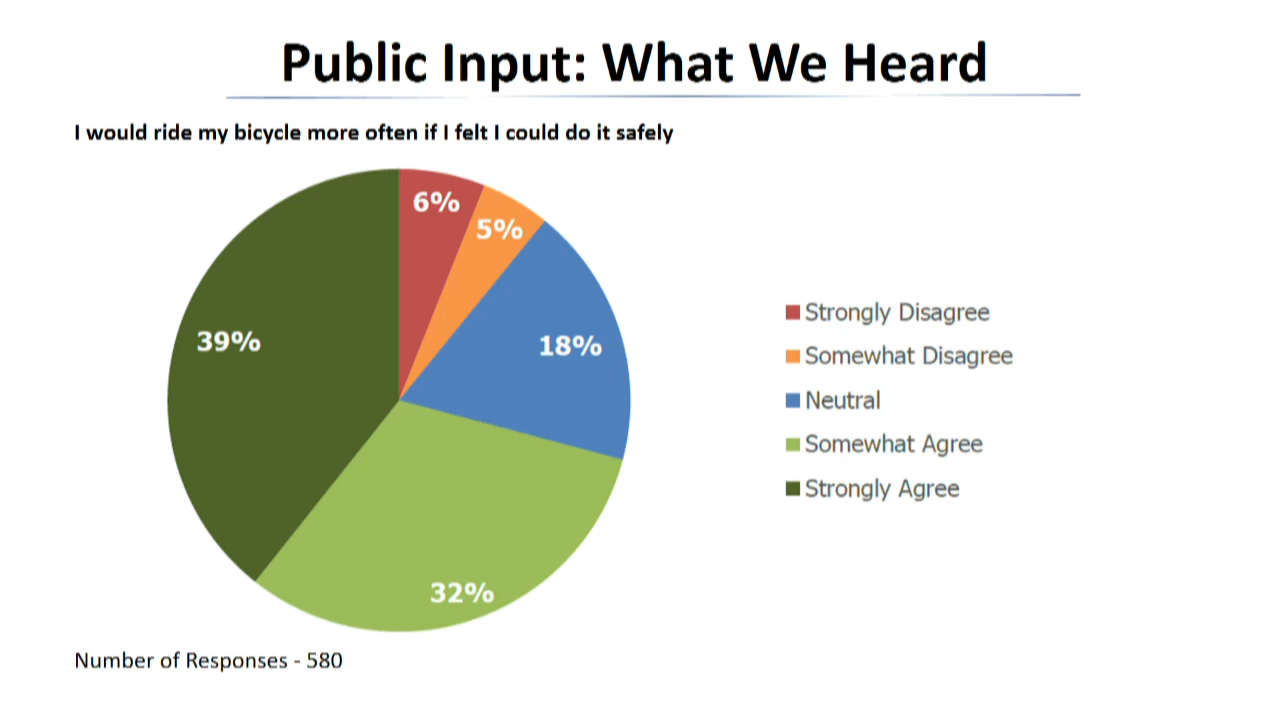 Public Input: What We Heard
I would ride my bicycle more often if I felt I could do it safely
6%
5%
39%
18%
32%
Strongly Disagree
Somewhat Disagree
Neutral
Somewhat Agree
Strongly Agree
Number of Responses - 580